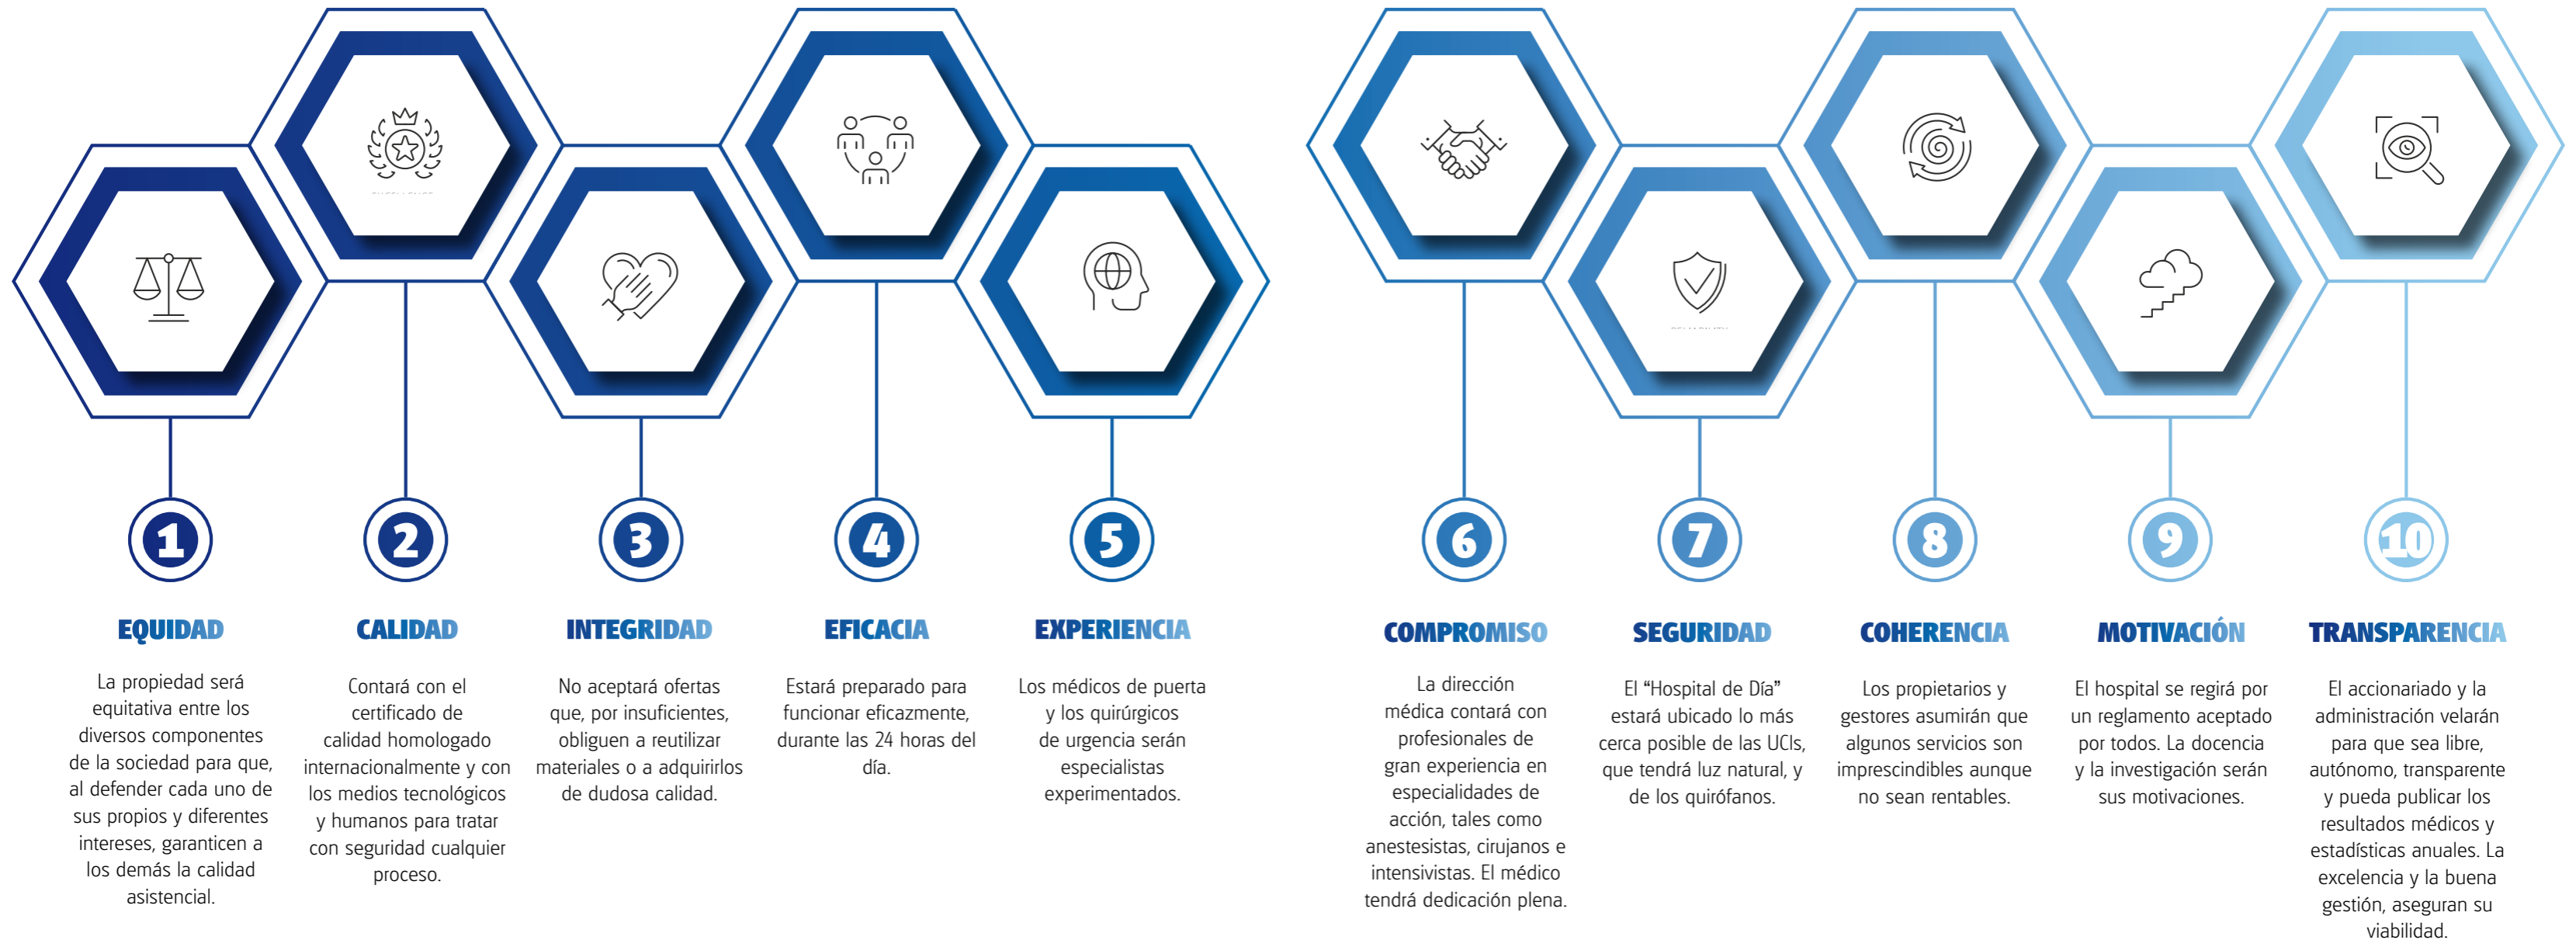 1
EQUIDAD
La propiedad será
equitativa entre los
diversos componentes
de la sociedad para que,
al defender cada uno de
sus propios y diferentes
intereses, garanticen a
los demás la calidad
asistencial.
2
CALIDAD
Contará con el
certificado de
calidad homologado
internacionalmente y con
los medios tecnológicos
y humanos para tratar
con seguridad cualquier
proceso.
3
INTEGRIDAD
No aceptará ofertas
que, por insuficientes,
obliguen a reutilizar
materiales o a adquirirlos
de dudosa calidad.
4
EFICACIA
Estará preparado para
funcionar eficazmente,
durante las 24 horas del
día.
5
EXPERIENCIA
Los médicos de puerta
y los quirúrgicos
de urgencia serán
especialistas
experimentados.
6
COMPROMISO
La dirección
médica contará con
profesionales de
gran experiencia en
especialidades de
acción, tales como
anestesistas, cirujanos e
intensivistas. El médico
tendrá dedicación plena.
7
SEGURIDAD
El “Hospital de Día”
estará ubicado lo más
cerca posible de las UCIs,
que tendrá luz natural, y
de los quirófanos.
8
COHERENCIA
Los propietarios y
gestores asumirán que
algunos servicios son
imprescindibles aunque
no sean rentables.
9
MOTIVACIÓN
El hospital se regirá por
un reglamento aceptado
por todos. La docencia
y la investigación serán
sus motivaciones.
10
TRANSPARENCIA
El accionariado y la
administración velarán
para que sea libre,
autónomo, transparente
y pueda publicar los
resultados médicos y
estadísticas anuales. La
excelencia y la buena
gestión, aseguran su
viabilidad.